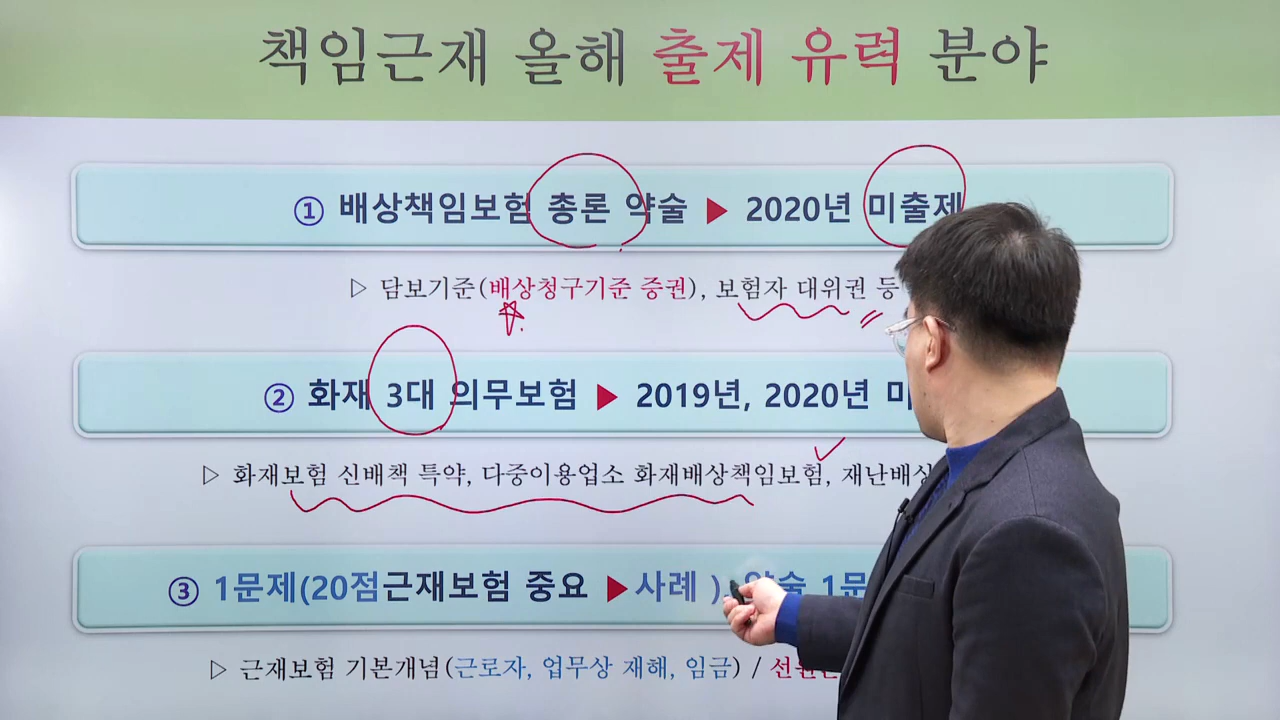 책임근재 올해 출제 유력 분야
① 배상책임보험 총론 약술 ▶ 2020년 미출제
▷ 담보기준(배상청구기준 증권), 보험자 대위권 등
② 화재 3대 의무보험 ▶ 2019년, 2020년 미
▷ 화재보험 신배책 특약, 다중이용업소 화재배상책임보험, 재난배상
③ 1문제(20점근재보험 중요 ▶사례 ), 약술 1문
▷ 근재보험 기본개념(근로자, 업무상 재해, 임금) /